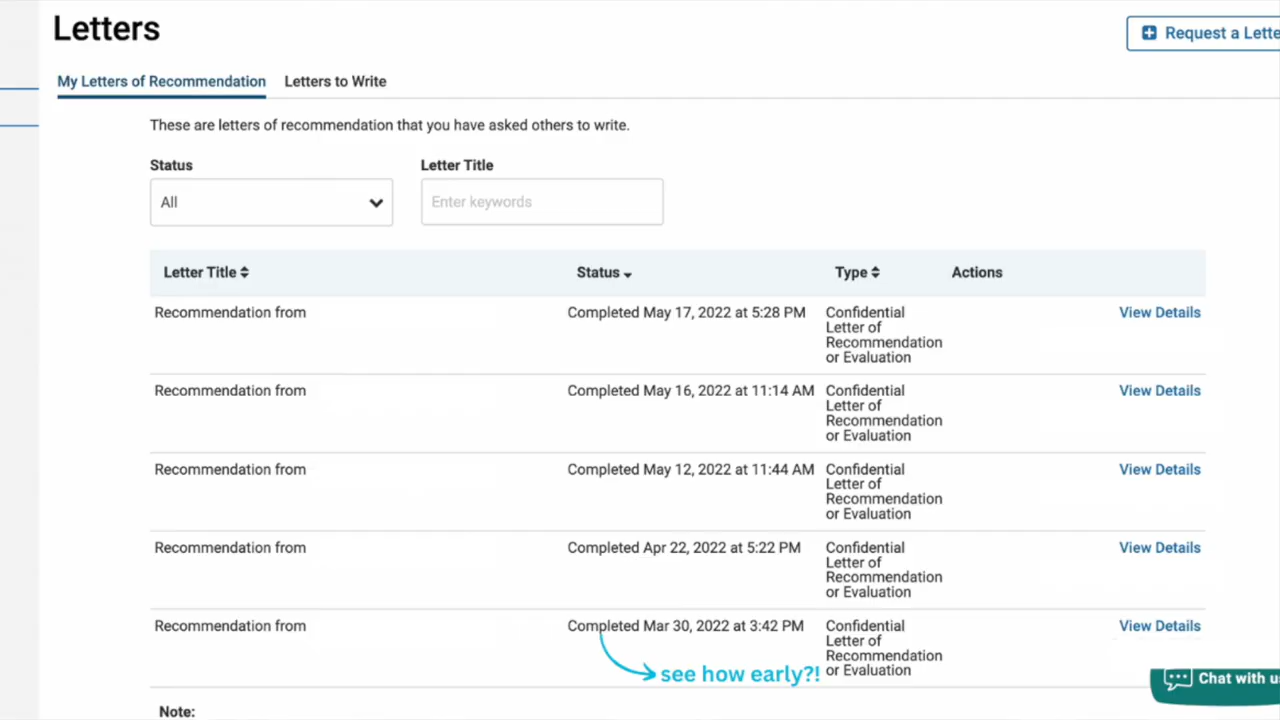 Letters
Request a Lette
My Letters of Recommendation Letters to Write
These are letters of recommendation that you have asked others to write.
Status Letter Title
All Enter keywords
Letter Title Status Type Actions
Recommendation from Completed May 17, 2022 at 5:28 PM Confidential View Details
Letter of
Recommendation
or Evaluation
Recommendation from Completed May 16, 2022 at 11:14 AM Confidential View Details
Letter of
Recommendation
or Evaluation
Recommendation from Completed May 12, 2022 at 11:44 AM Confidential View Details
Letter of
Recommendation
or Evaluation
Recommendation from Completed Apr 22, 2022 at 5:22 PM Confidential View Details
Letter of
Recommendation
or Evaluation
Recommendation from Completed Mar 30, 2022 at 3:42 PM Confidential View Details
Letter of
Recommendation
or Evaluation
see how early?!
Chat with us
Note: